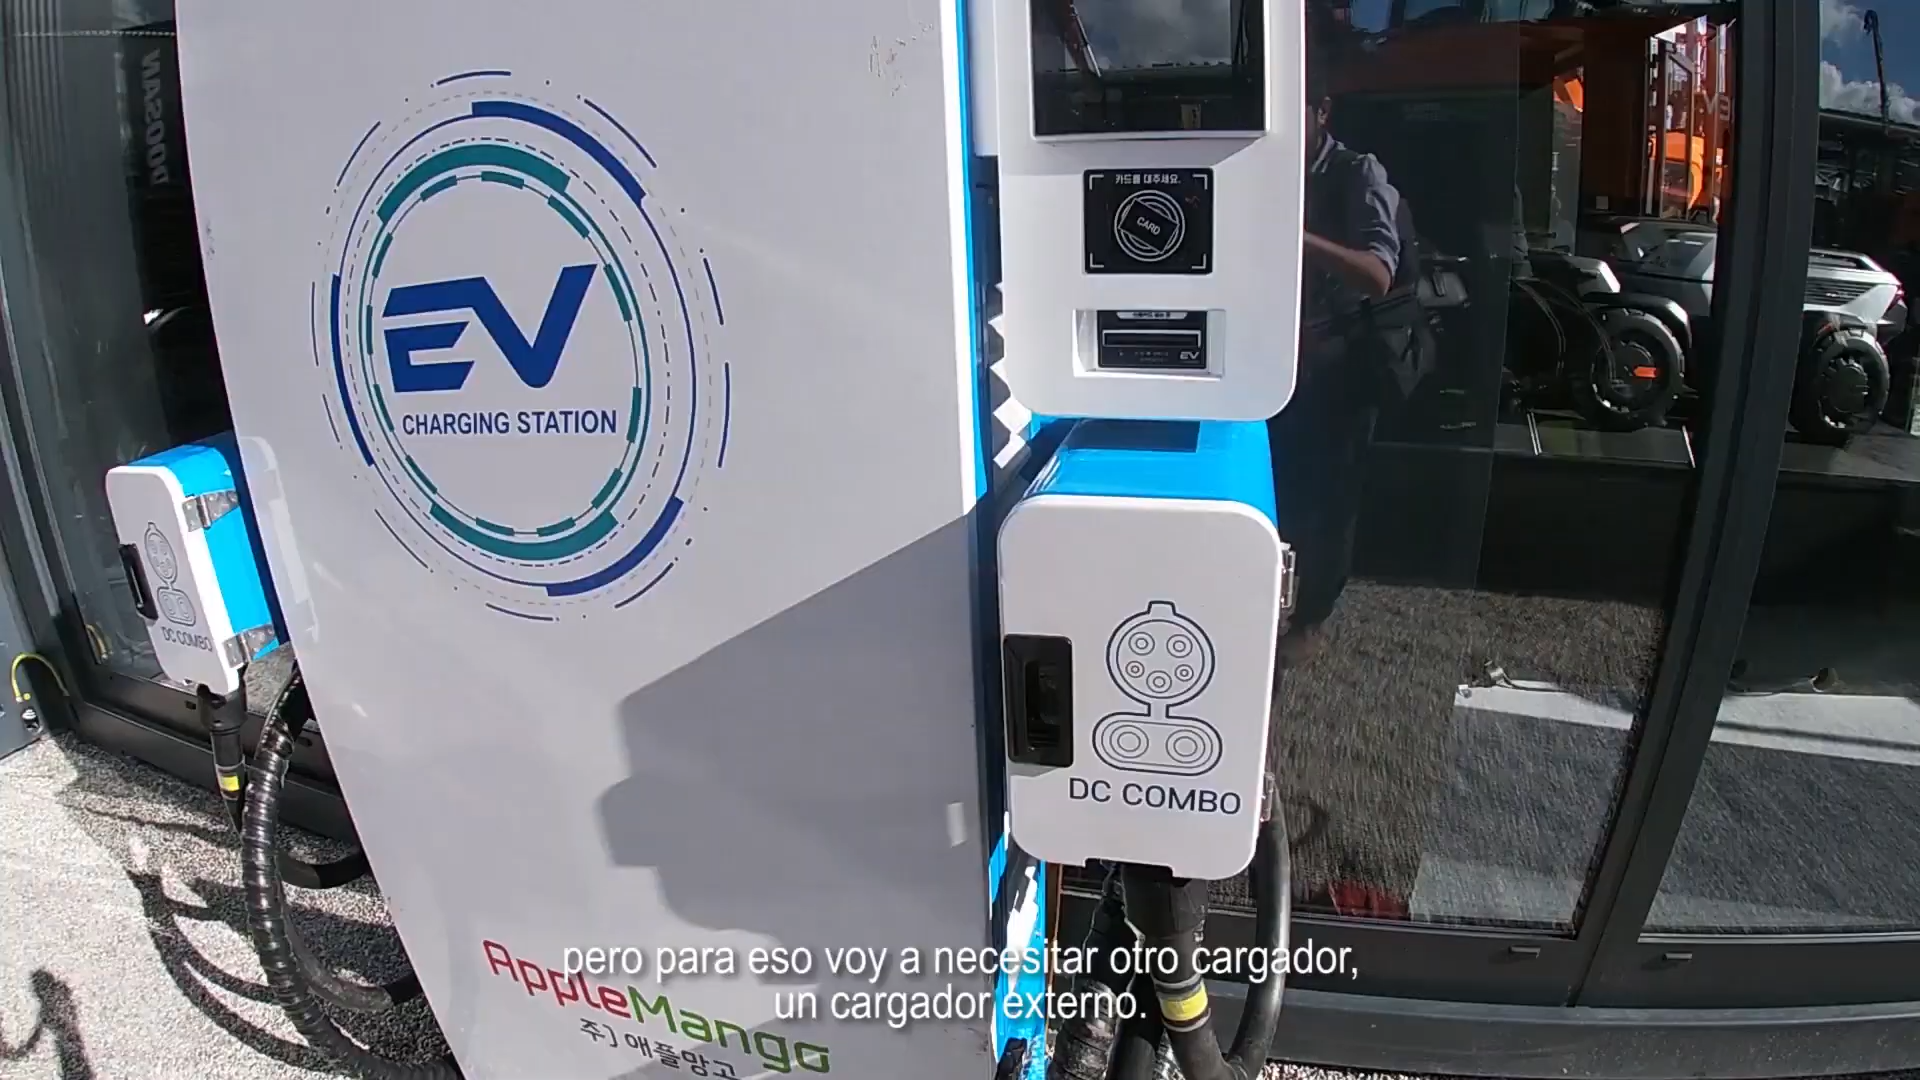 DOOSAN
카드를 대주세요.
CARD
EV
EV
CHARGING STATION
DC COMBO
DC COMBO
AppleMango
주) 애플망고
pero para eso voy a necesitar otro cargador,
un cargador externo.